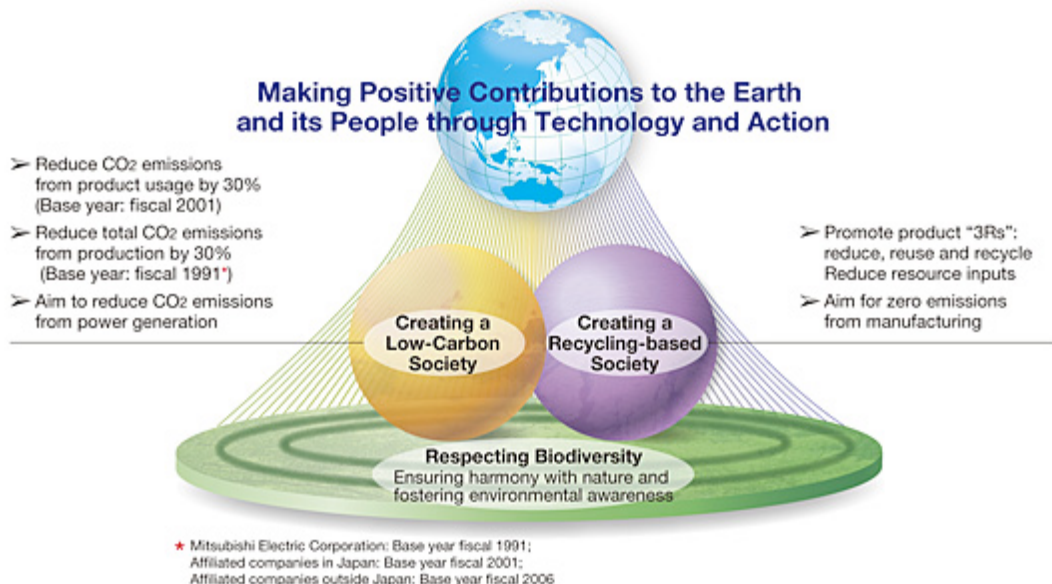 Making Positive Contributions to the Earth
and its People through Technology and Action
➢ Reduce CO2 emissions
from product usage by 30%
(Base year: fiscal 2001)
➢ Reduce total CO2 emissions
from production by 30%
(Base year: fiscal 1991*)
➢ Aim to reduce CO2 emissions
from power generation
➢ Promote product “3Rs”:
reduce, reuse and recycle
Reduce resource inputs
➢ Aim for zero emissions
from manufacturing
Creating a
Low-Carbon
Society
Creating a
Recycling-based
Society
Respecting Biodiversity
Ensuring harmony with nature and
fostering environmental awareness
★ Mitsubishi Electric Corporation: Base year fiscal 1991;
Affiliated companies in Japan: Base year fiscal 2001;
Affiliated companies outside Japan: Base year fiscal 2006